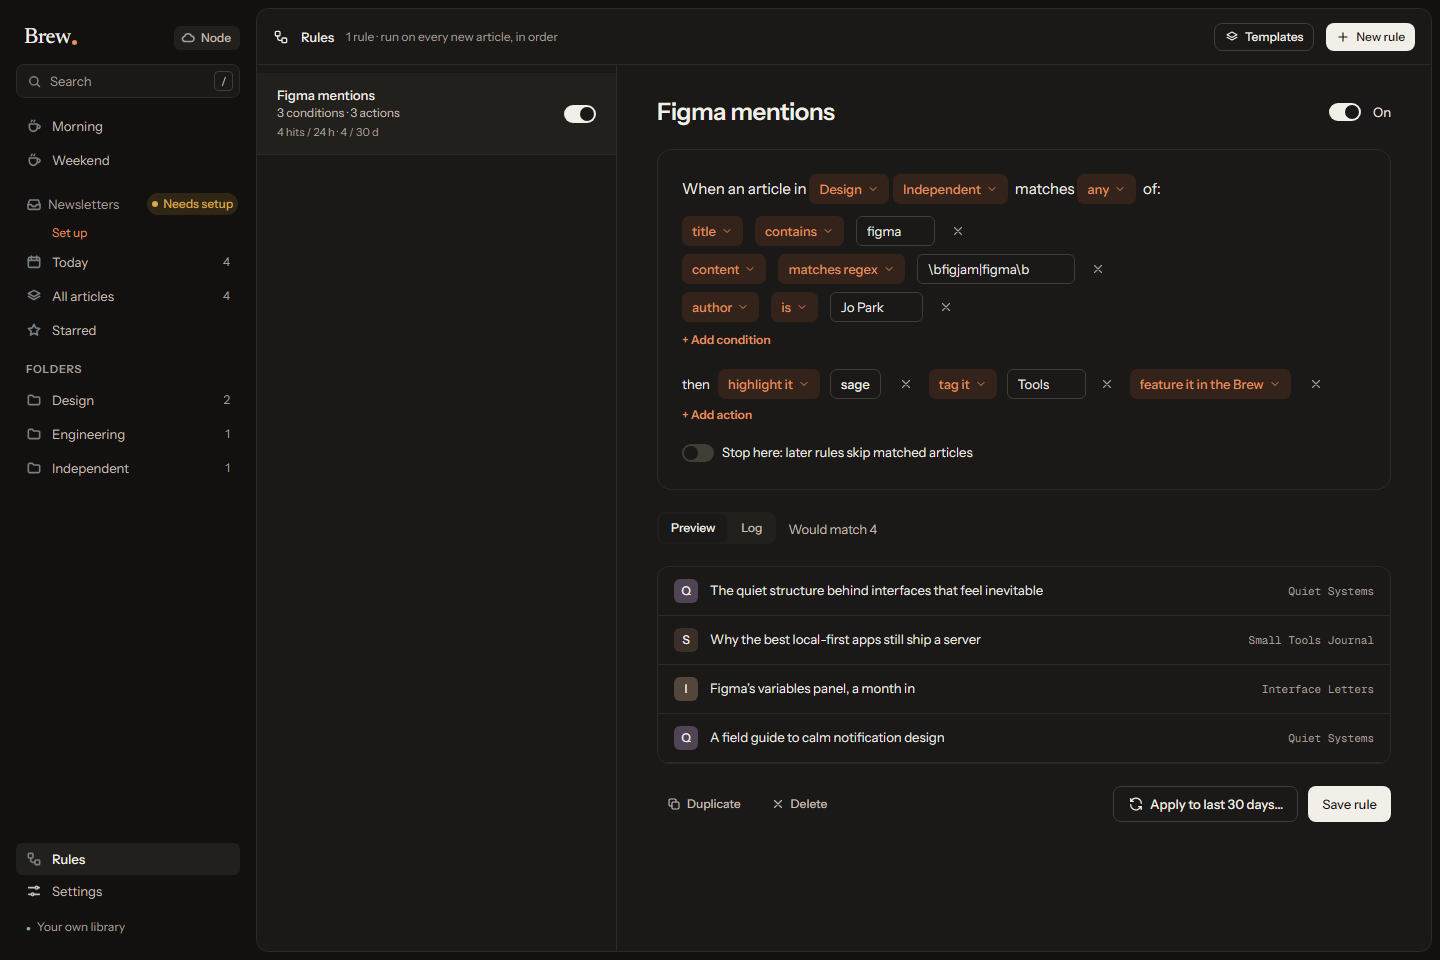 Brew.
Node
Search /
Morning
Weekend
Newsletters Needs setup
Set up
Today 4
All articles 4
Starred
FOLDERS
Design 2
Engineering 1
Independent 1
Rules
Settings
Your own library
Rules 1 rule · run on every new article, in order
Templates
New rule
Figma mentions
3 conditions · 3 actions
4 hits / 24 h · 4 / 30 d
Figma mentions
On
When an article in Design Independent matches any of:
title contains figma
content matches regex \bfigjam|figma\b
author is Jo Park
+ Add condition
then highlight it sage tag it Tools feature it in the Brew
+ Add action
Stop here: later rules skip matched articles
Preview Log Would match 4
Q The quiet structure behind interfaces that feel inevitable Quiet Systems
S Why the best local-first apps still ship a server Small Tools Journal
I Figma's variables panel, a month in Interface Letters
Q A field guide to calm notification design Quiet Systems
Duplicate Delete Apply to last 30 days... Save rule